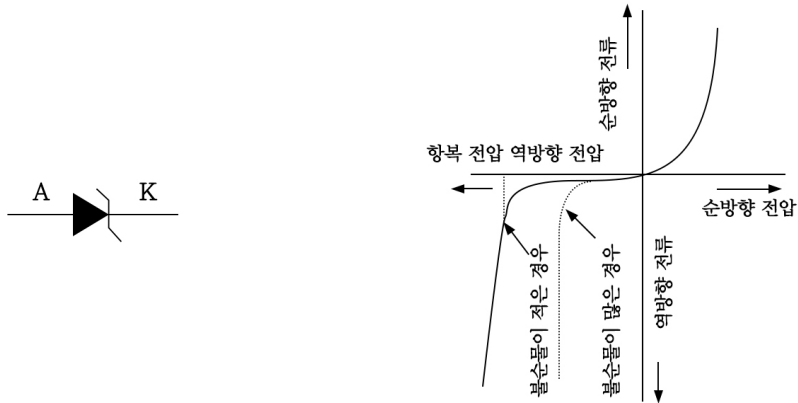 A
K
순방향 전류
항복 전압 역방향 전압
순방향 전압
불순물이 적은 경우
불순물이 많은 경우
역방향 전류